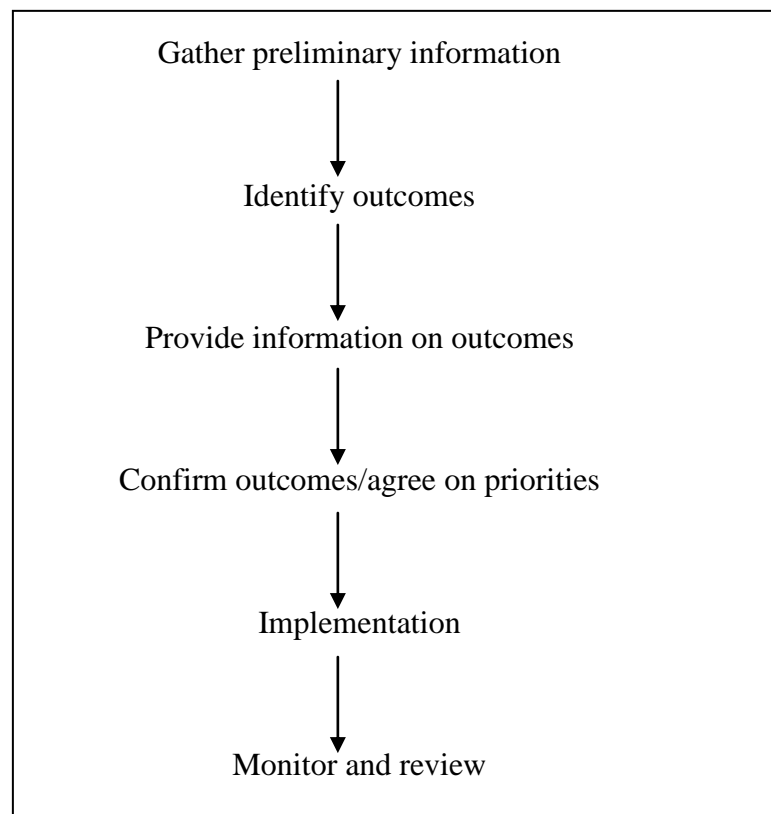 Gather preliminary information
Identify outcomes
Provide information on outcomes
Confirm outcomes/agree on priorities
Implementation
Monitor and review